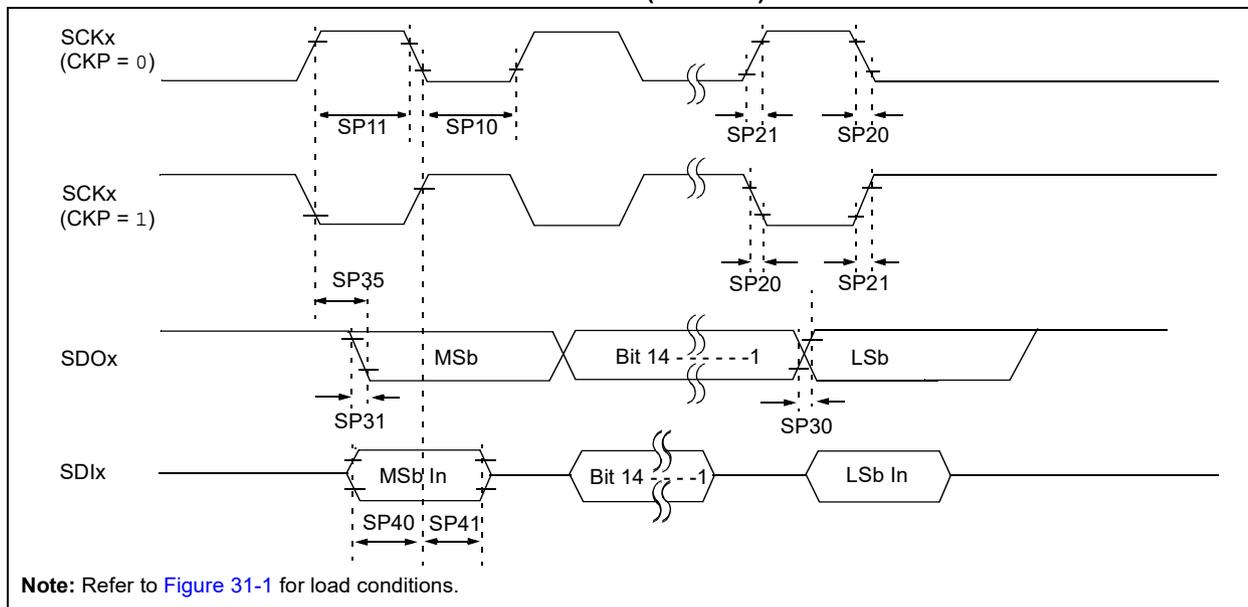 SCKx
(CKP = 0)
SP11
SP10
SP21
SP20
SCKx
(CKP = 1)
SP35
SP20
SP21
SDOx
MSb
Bit 14 - - - - - -1
LSb
SP31
SP30
SDIx
MSb In
Bit 14 - - - -1
LSb In
SP40
SP41
Note: Refer to Figure 31-1 for load conditions.